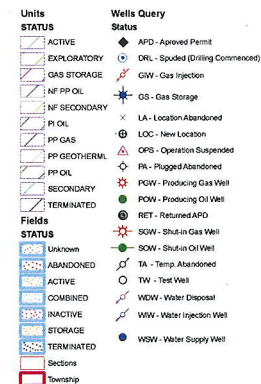 Units
STATUS
ACTIVE
EXPLORATORY
GAS STORAGE
NF PP OIL
NF SECONDARY
PI OIL
PP GAS
PP GEOTHERML
PP OIL
SECONDARY
TERMINATED
Fields
STATUS
Unknown
ABANDONED
ACTIVE
COMBINED
INACTIVE
STORAGE
TERMINATED
Sections
Township
Wells Query
Status
APD - Aproved Permit
DRL - Spuded (Drilling Commenced)
GIW - Gas Injection
GS - Gas Storage
LA - Location Abandoned
LOC - New Location
OPS - Operation Suspended
PA - Plugged Abandoned
PGW - Producing Gas Well
POW - Producing Oil Well
RET - Returned APD
SGW - Shut-in Gas Well
SOW - Shut-in Oil Well
TA - Temp. Abandoned
TW - Test Well
WDW - Water Disposal
WIW - Water Injection Well
WSW - Water Supply Well